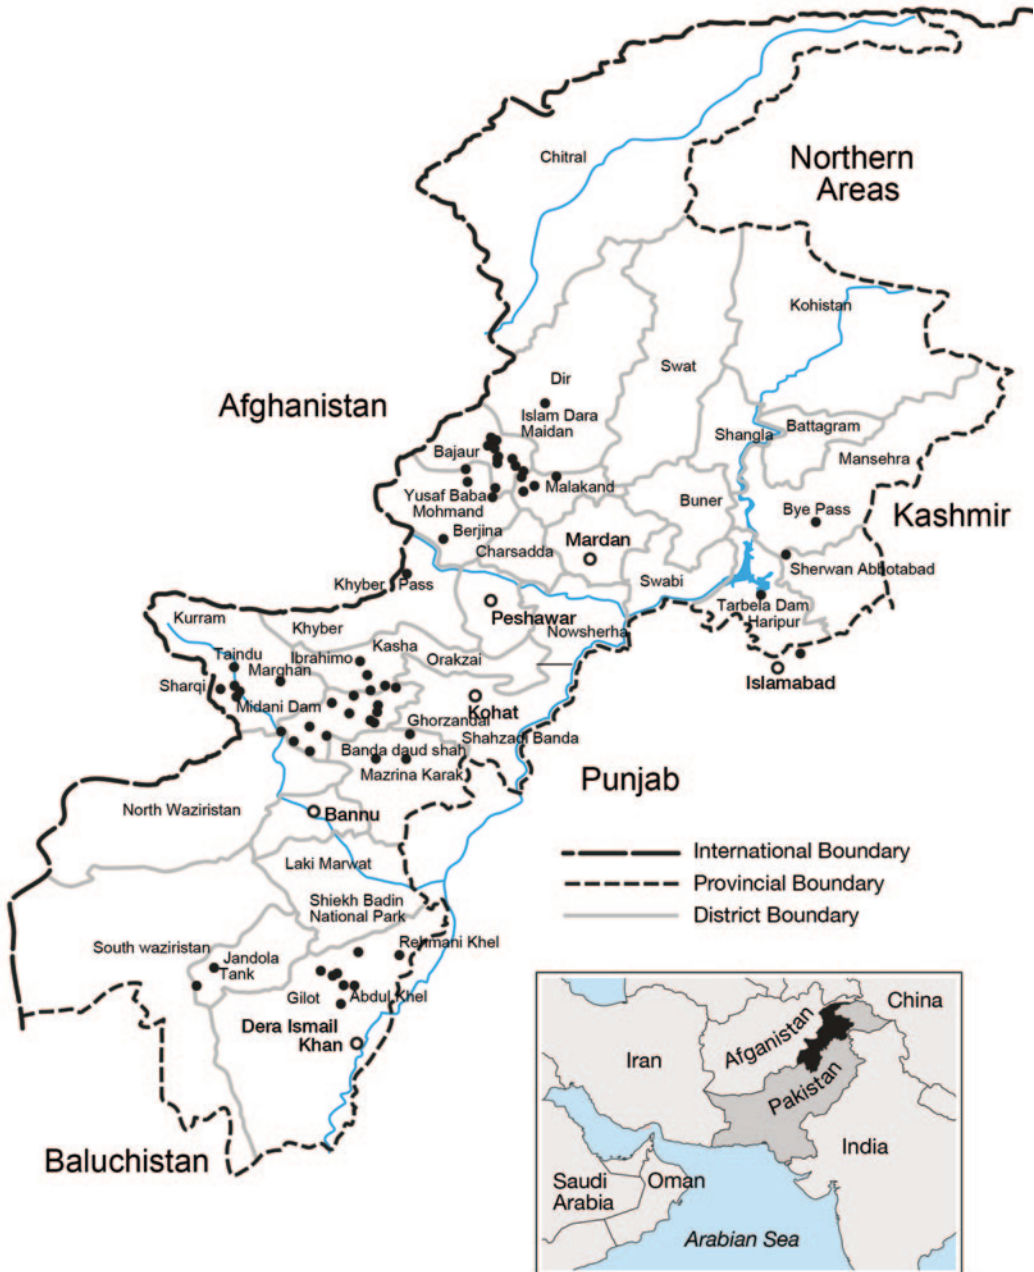 Chitral
Northern
Areas
Kohistan
Afghanistan
Dir
Swat
Islam Dara
Maidan
Shangla
Battagram
Bajaur
Mansehra
Malakand
Yusaf Baba
Mohmand
Buner
Bye Pass
Kashmir
Berjina
Charsadda
Mardan
Khyber Pass
Swabi
Sherwan Abbotabad
Tarbela Dam
Haripur
Kurram
Khyber
Peshawar
Nowsherha
Taindu
Marghan
Ibrahimo
Kasha
Orakzai
Islamabad
Sharqi
Midani Dam
Kohat
Ghorzandai
Shahzadi Banda
Banda daud shah
Mazrina Karak
Punjab
North Waziristan
Bannu
International Boundary
Laki Marwat
Provincial Boundary
Shiekh Badin
National Park
District Boundary
South waziristan
Jandola
Tank
Rehmani Khel
Gilot
Abdul Khel
Dera Ismail
Khan
Baluchistan
China
Afganistan
Iran
Pakistan
India
Saudi
Arabia
Oman
Arabian Sea